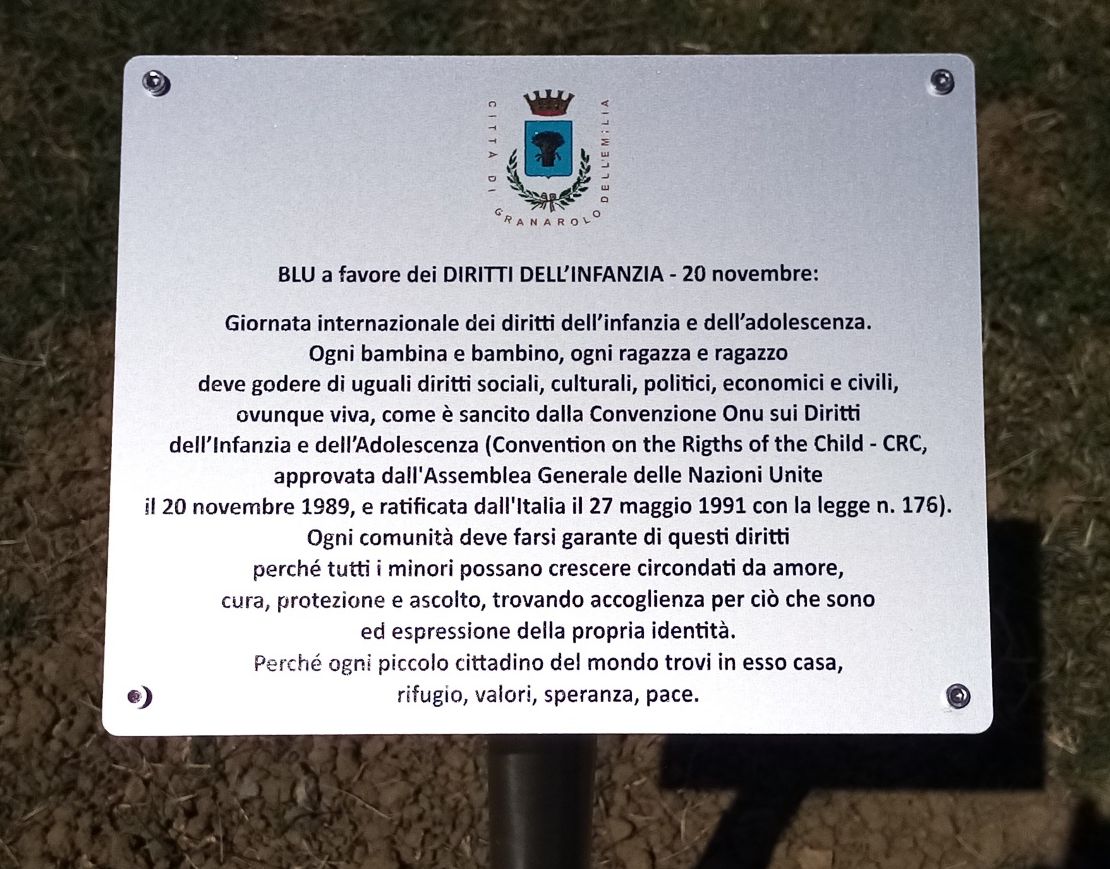 CITTÀ DI GRANAROLO DELL'EMILIA
BLU a favore dei DIRITTI DELL'INFANZIA - 20 novembre:
Giornata internazionale dei diritti dell'infanzia e dell'adolescenza.
Ogni bambina e bambino, ogni ragazza e ragazzo
deve godere di uguali diritti sociali, culturali, politici, economici e civili,
ovunque viva, come è sancito dalla Convenzione Onu sui Diritti
dell'Infanzia e dell'Adolescenza (Convention on the Rigths of the Child - CRC,
approvata dall'Assemblea Generale delle Nazioni Unite
il 20 novembre 1989, e ratificata dall'Italia il 27 maggio 1991 con la legge n. 176).
Ogni comunità deve farsi garante di questi diritti
perché tutti i minori possano crescere circondati da amore,
cura, protezione e ascolto, trovando accoglienza per ciò che sono
ed espressione della propria identità.
Perché ogni piccolo cittadino del mondo trovi in esso casa,
rifugio, valori, speranza, pace.